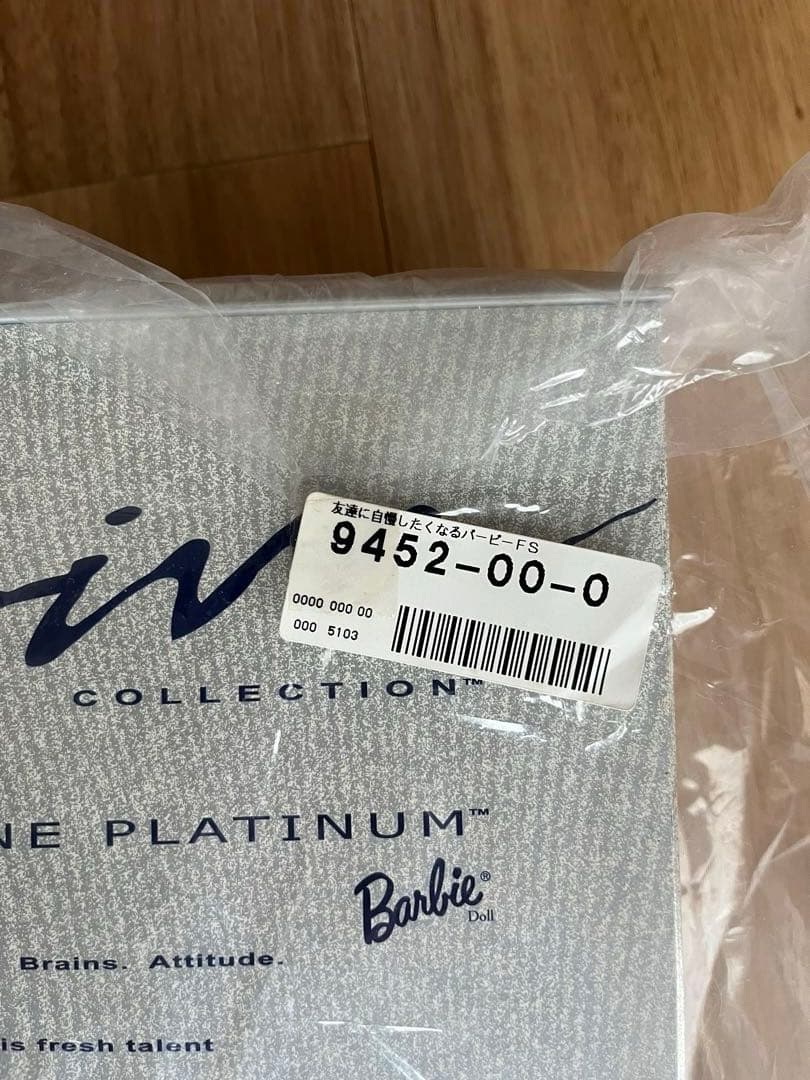 友達に自慢したくなるバービーFS
9452-00-0
0000 000 00
000 5103
COLLECTION™
NE PLATINUM™
Barbie®
Doll
Brains. Attitude.
is fresh talent